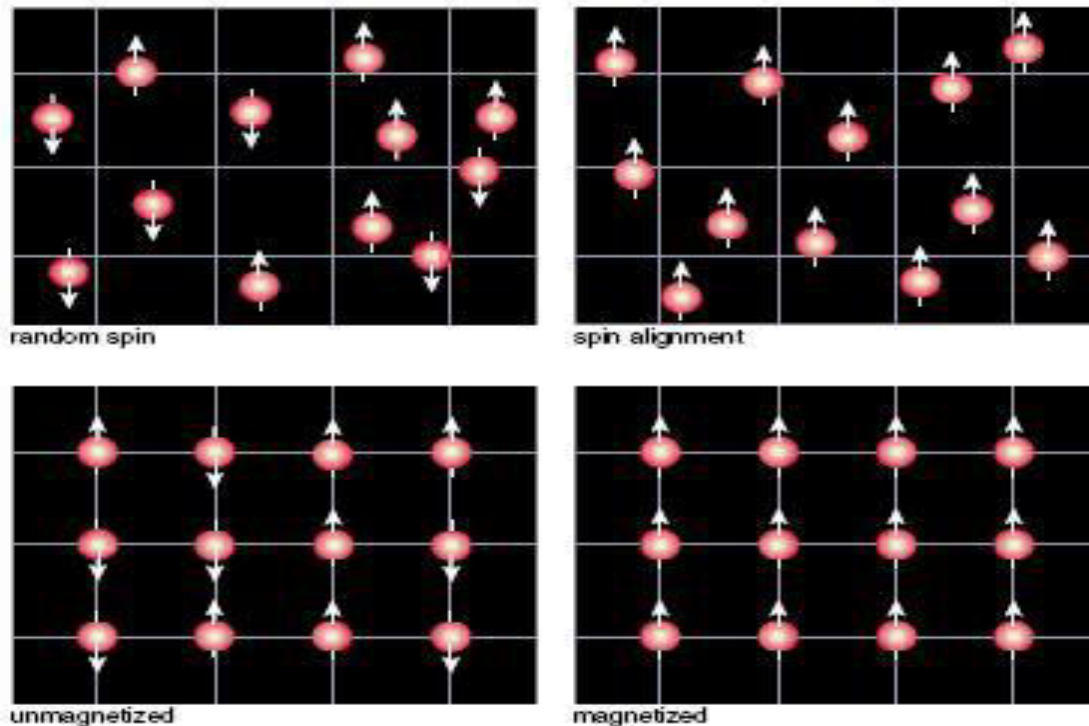 random spin
spin alignment
unmagnetized
magnetized